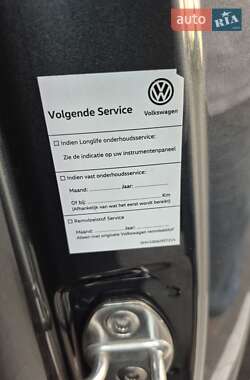 auto RIA .com
Volgende Service
Volkswagen
Indien Longlife onderhoudsservice:
Zie de indicatie op uw instrumentenpaneel
Indien vast onderhoudsservice:
Maand: Jaar:
Of bij: Km
(Afhankelijk van wat het eerst wordt bereikt)
Remvloeistof Service
Maand: Jaar:
Alleen met originele Volkswagen remvloeistof